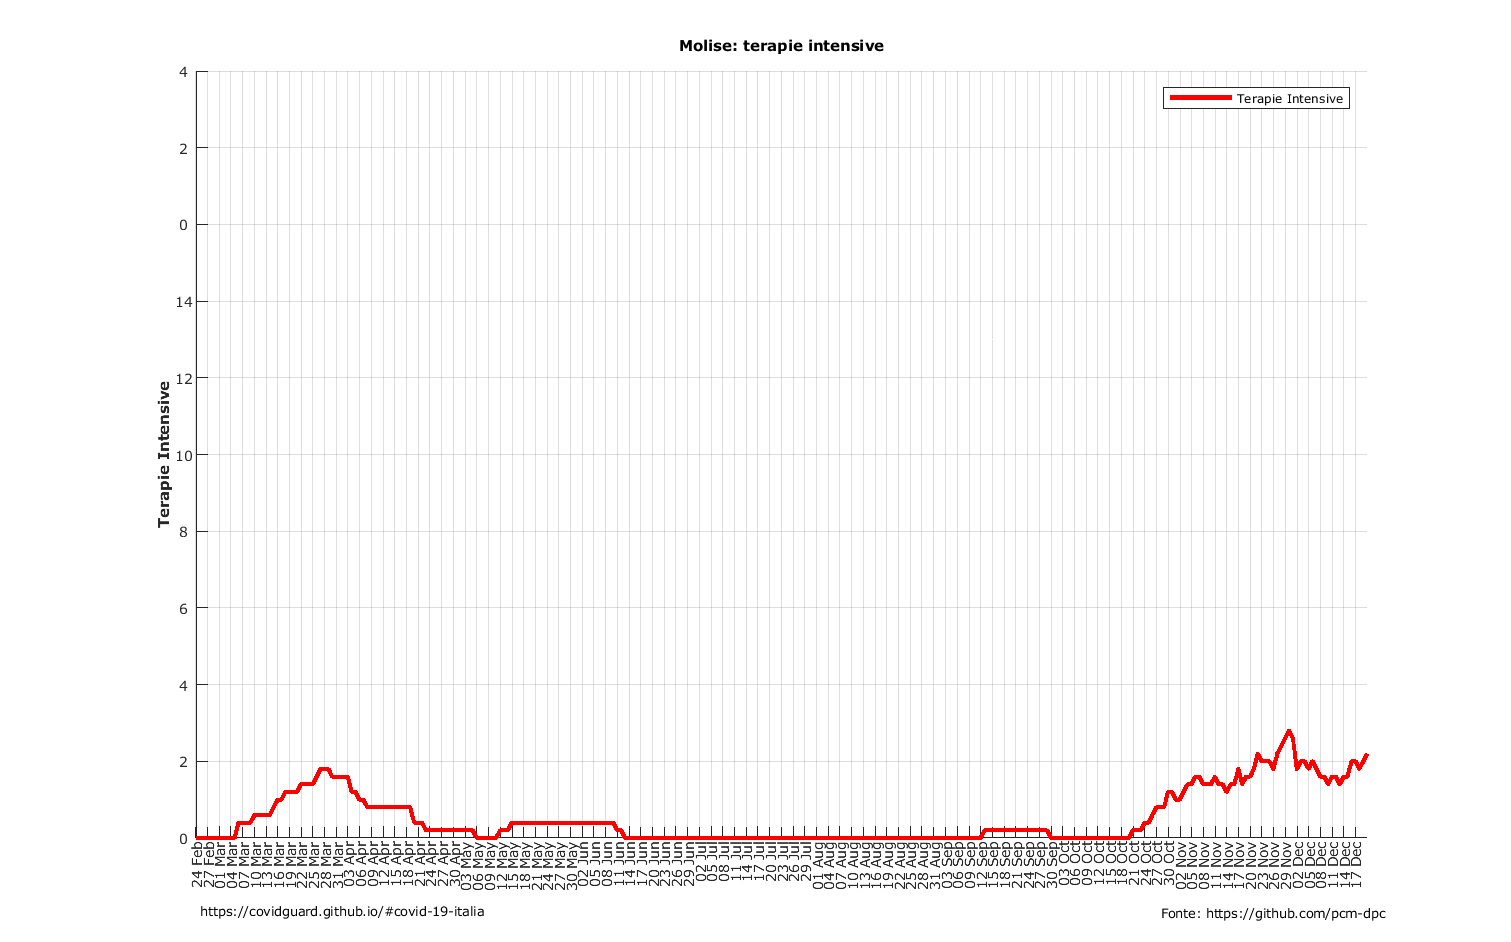 Molise: terapie intensive
4
2
0
14
12
10
8
6
4
2
0
Terapie Intensive
Terapie Intensive
24 Feb
27 Feb
01 Mar
04 Mar
07 Mar
10 Mar
13 Mar
16 Mar
19 Mar
22 Mar
25 Mar
28 Mar
31 Mar
03 Apr
06 Apr
09 Apr
12 Apr
15 Apr
18 Apr
21 Apr
24 Apr
27 Apr
30 Apr
03 May
06 May
09 May
12 May
15 May
18 May
21 May
24 May
27 May
30 May
02 Jun
05 Jun
08 Jun
11 Jun
14 Jun
17 Jun
20 Jun
23 Jun
26 Jun
29 Jun
02 Jul
05 Jul
08 Jul
11 Jul
14 Jul
17 Jul
20 Jul
23 Jul
26 Jul
29 Jul
01 Aug
04 Aug
07 Aug
10 Aug
13 Aug
16 Aug
19 Aug
22 Aug
25 Aug
28 Aug
31 Aug
03 Sep
06 Sep
09 Sep
12 Sep
15 Sep
18 Sep
21 Sep
24 Sep
27 Sep
30 Sep
03 Oct
06 Oct
09 Oct
12 Oct
15 Oct
18 Oct
21 Oct
24 Oct
27 Oct
30 Oct
02 Nov
05 Nov
08 Nov
11 Nov
14 Nov
17 Nov
20 Nov
23 Nov
26 Nov
29 Nov
02 Dec
05 Dec
08 Dec
11 Dec
14 Dec
17 Dec
https://covidguard.github.io/#covid-19-italia
Fonte: https://github.com/pcm-dpc